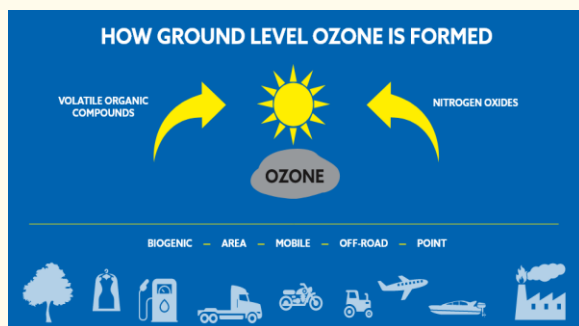 HOW GROUND LEVEL OZONE IS FORMED
VOLATILE ORGANIC
COMPOUNDS
NITROGEN OXIDES
OZONE
BIOGENIC – AREA – MOBILE – OFF-ROAD – POINT